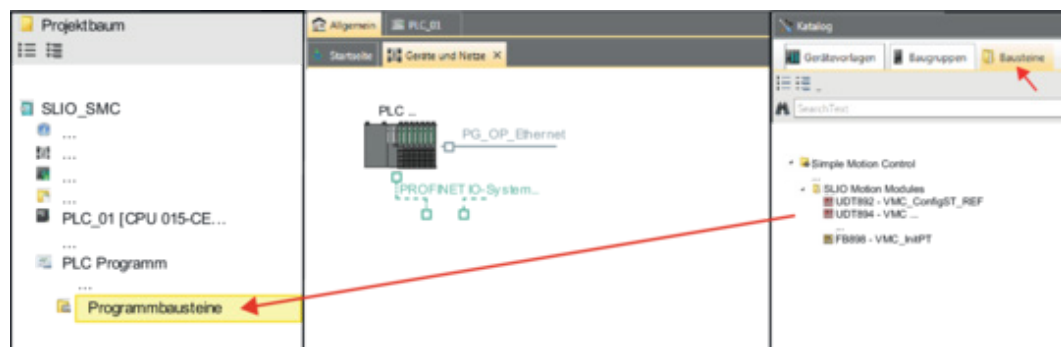 Projektbaum
SLIO_SMC
...
...
...
...
PLC_01 [CPU 015-CE...
...
PLC Programm
...
Programmbausteine
Allgemein PLC_01
Startseite Geräte und Netze ×
PLC ...
PG_OP_Ethernet
PROFINET IO-System...
Katalog
Gerätevorlagen Baugruppen Bausteine
SearchText
Simple Motion Control
...
SLIO Motion Modules
UDT892 - VMC_ConfigST_REF
UDT894 - VMC ...
...
FB898 - VMC_InitPT